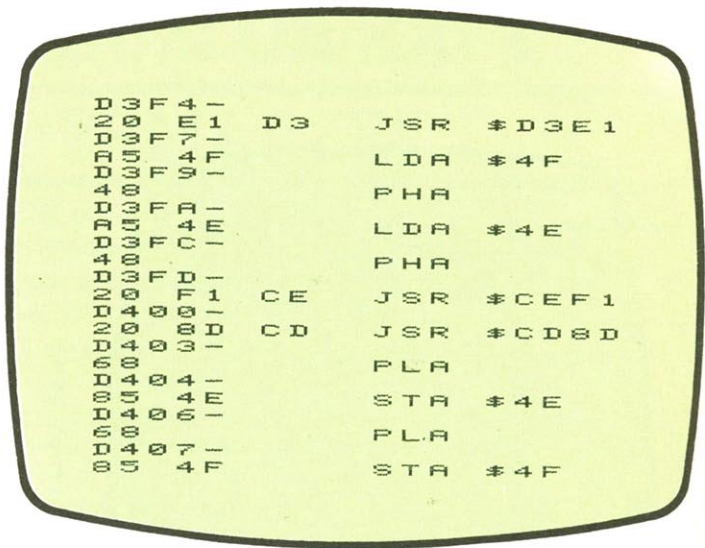 D3F4-
20 E1 D3 JSR $D3E1
D3F7-
A5 4F LDA $4F
D3F9-
48 PHA
D3FA-
A5 4E LDA $4E
D3FC-
48 PHA
D3FD-
20 F1 CE JSR $CEF1
D400-
20 8D CD JSR $CD8D
D403-
68 PLA
D404-
85 4E STA $4E
D406-
68 PLA
D407-
85 4F STA $4F